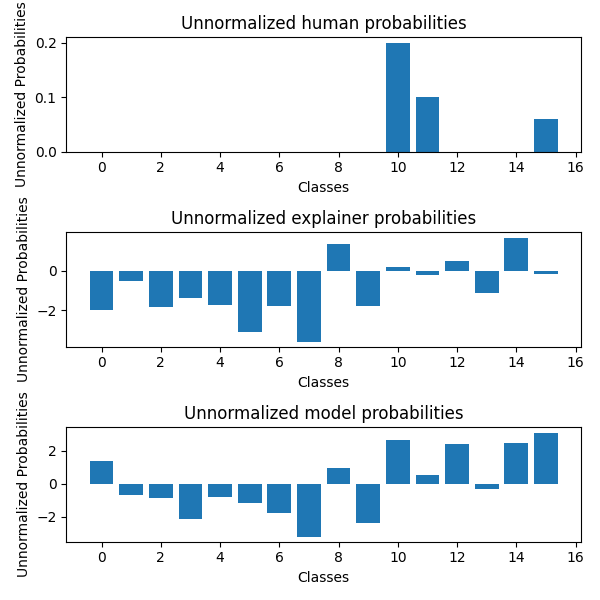 Unnormalized human probabilities
Unnormalized Probabilities
0.2
0.1
0.0
0 2 4 6 8 10 12 14 16
Classes
Unnormalized explainer probabilities
Unnormalized Probabilities
0
−2
0 2 4 6 8 10 12 14 16
Classes
Unnormalized model probabilities
Unnormalized Probabilities
2
0
−2
0 2 4 6 8 10 12 14 16
Classes